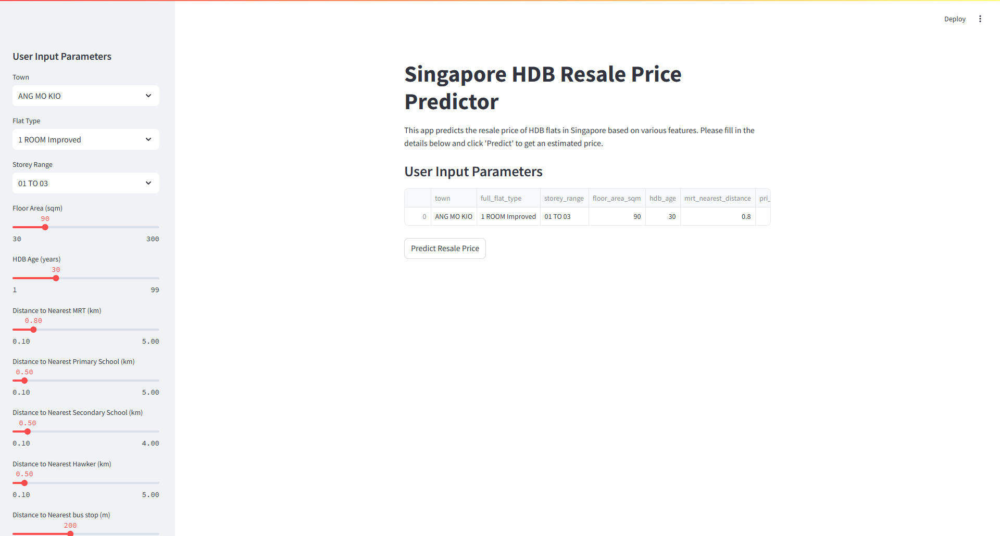 Deploy
User Input Parameters
Town
ANG MO KIO
Flat Type
1 ROOM Improved
Storey Range
01 TO 03
Floor Area (sqm)
90
30 300
HDB Age (years)
30
1 99
Distance to Nearest MRT (km)
0.80
0.10 5.00
Distance to Nearest Primary School (km)
0.50
0.10 5.00
Distance to Nearest Secondary School (km)
0.50
0.10 4.00
Distance to Nearest Hawker (km)
0.50
0.10 5.00
Distance to Nearest bus stop (m)
200
Singapore HDB Resale Price
Predictor
This app predicts the resale price of HDB flats in Singapore based on various features. Please fill in the
details below and click 'Predict' to get an estimated price.
User Input Parameters
town full_flat_type storey_range floor_area_sqm hdb_age mrt_nearest_distance pri_
0 ANG MO KIO 1 ROOM Improved 01 TO 03 90 30 0.8
Predict Resale Price